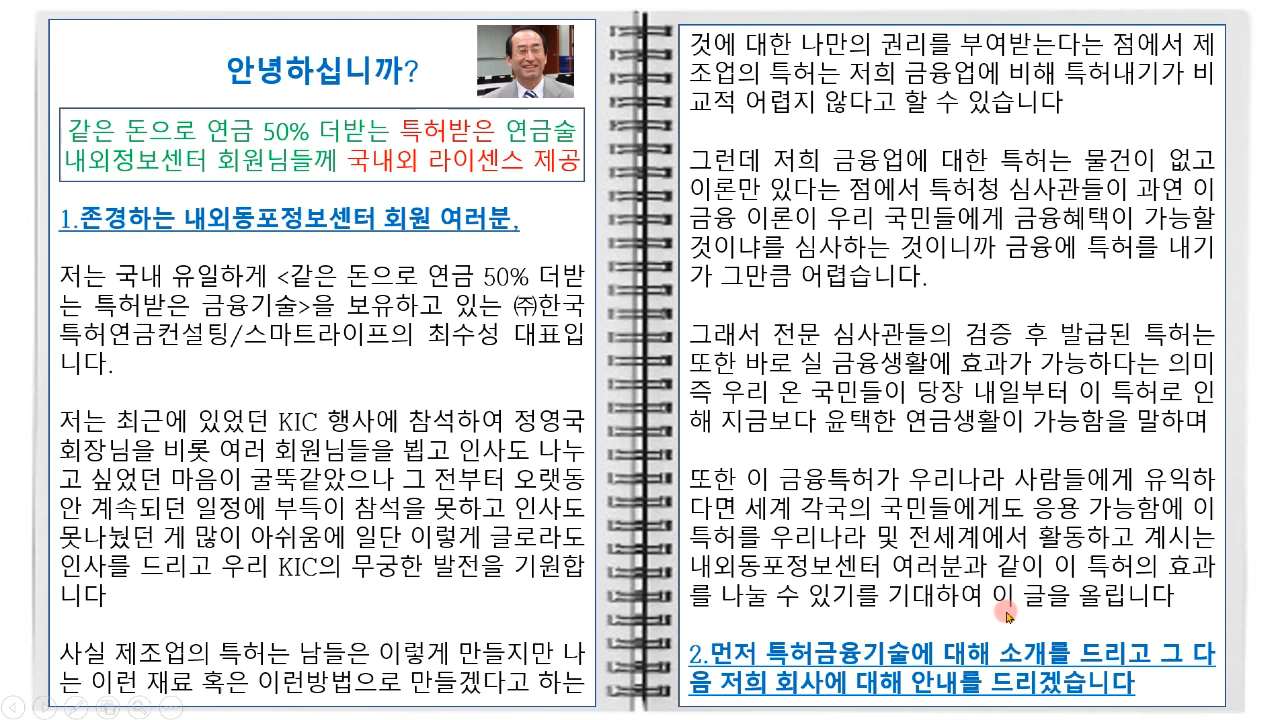 안녕하십니까?
같은 돈으로 연금 50% 더받는 특허받은 연금술
내외정보센터 회원님들께 국내외 라이센스 제공
1.존경하는 내외동포정보센터 회원 여러분,
저는 국내 유일하게 <같은 돈으로 연금 50% 더받
는 특허받은 금융기술>을 보유하고 있는 ㈜한국
특허연금컨설팅/스마트라이프의 최수성 대표입
니다.
저는 최근에 있었던 KIC 행사에 참석하여 정영국
회장님을 비롯 여러 회원님들을 뵙고 인사도 나누
고 싶었던 마음이 굴뚝같았으나 그 전부터 오랫동
안 계속되던 일정에 부득이 참석을 못하고 인사도
못나눴던 게 많이 아쉬움에 일단 이렇게 글로라도
인사를 드리고 우리 KIC의 무궁한 발전을 기원합
니다
사실 제조업의 특허는 남들은 이렇게 만들지만 나
는 이런 재료 혹은 이런방법으로 만들겠다고 하는
것에 대한 나만의 권리를 부여받는다는 점에서 제
조업의 특허는 저희 금융업에 비해 특허내기가 비
교적 어렵지 않다고 할 수 있습니다
그런데 저희 금융업에 대한 특허는 물건이 없고
이론만 있다는 점에서 특허청 심사관들이 과연 이
금융 이론이 우리 국민들에게 금융혜택이 가능할
것이냐를 심사하는 것이니까 금융에 특허를 내기
가 그만큼 어렵습니다.
그래서 전문 심사관들의 검증 후 발급된 특허는
또한 바로 실 금융생활에 효과가 가능하다는 의미
즉 우리 온 국민들이 당장 내일부터 이 특허로 인
해 지금보다 윤택한 연금생활이 가능함을 말하며
또한 이 금융특허가 우리나라 사람들에게 유익하
다면 세계 각국의 국민들에게도 응용 가능함에 이
특허를 우리나라 및 전세계에서 활동하고 계시는
내외동포정보센터 여러분과 같이 이 특허의 효과
를 나눌 수 있기를 기대하여 이 글을 올립니다
2.먼저 특허금융기술에 대해 소개를 드리고 그 다
음 저희 회사에 대해 안내를 드리겠습니다